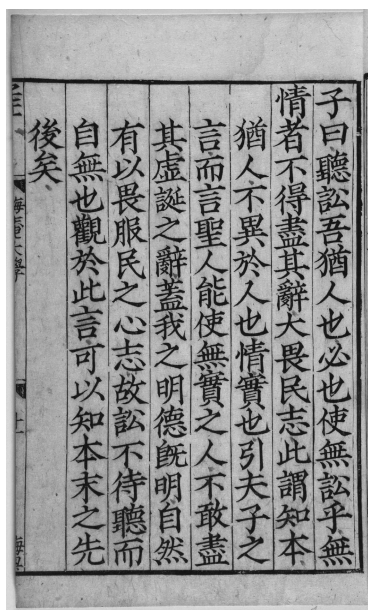 子曰聽訟吾猶人也必也使無訟乎無
情者不得盡其辭大畏民志此謂知本
猶人不異於人也情實也引夫子之
言而言聖人能使無實之人不敢盡
其虛誕之辭蓋我之明德旣明自然
有以畏服民之心志故訟不待聽而
自無也觀於此言可以知本末之先
後矣